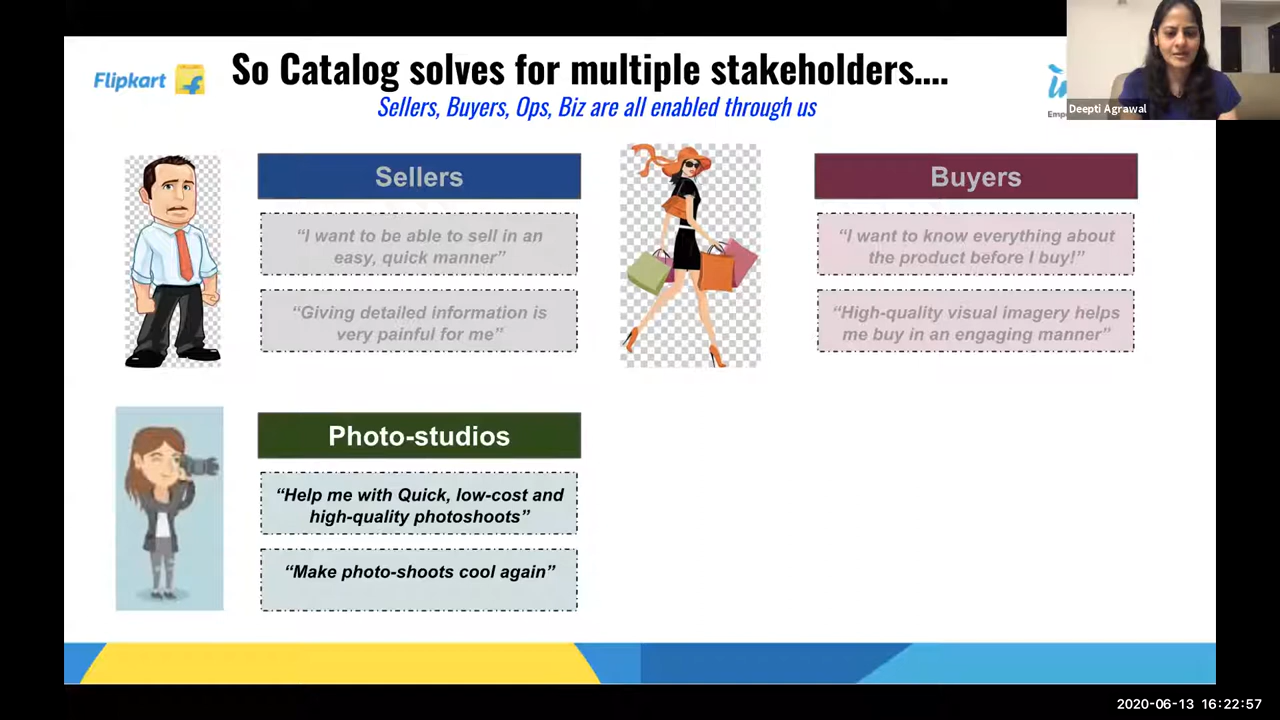 Flipkart
So Catalog solves for multiple stakeholders....
Sellers, Buyers, Ops, Biz are all enabled through us
Deepti Agrawal
Sellers
“I want to be able to sell in an
easy, quick manner”
“Giving detailed information is
very painful for me”
Buyers
“I want to know everything about
the product before I buy!”
“High-quality visual imagery helps
me buy in an engaging manner”
Photo-studios
“Help me with Quick, low-cost and
high-quality photoshoots”
“Make photo-shoots cool again”
2020-06-13 16:22:57